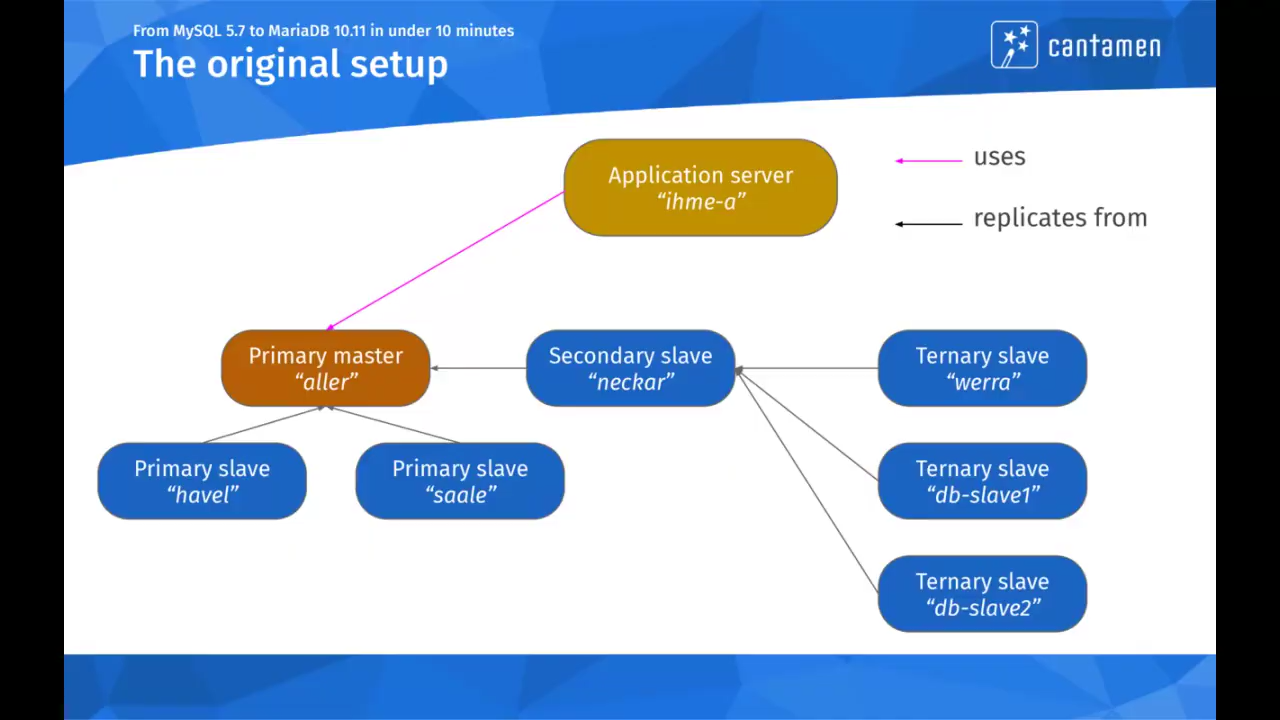 From MySQL 5.7 to MariaDB 10.11 in under 10 minutes
The original setup
cantamen
Application server
“ihme-a”
uses
replicates from
Primary master
“aller”
Secondary slave
“neckar”
Ternary slave
“werra”
Primary slave
“havel”
Primary slave
“saale”
Ternary slave
“db-slave1”
Ternary slave
“db-slave2”